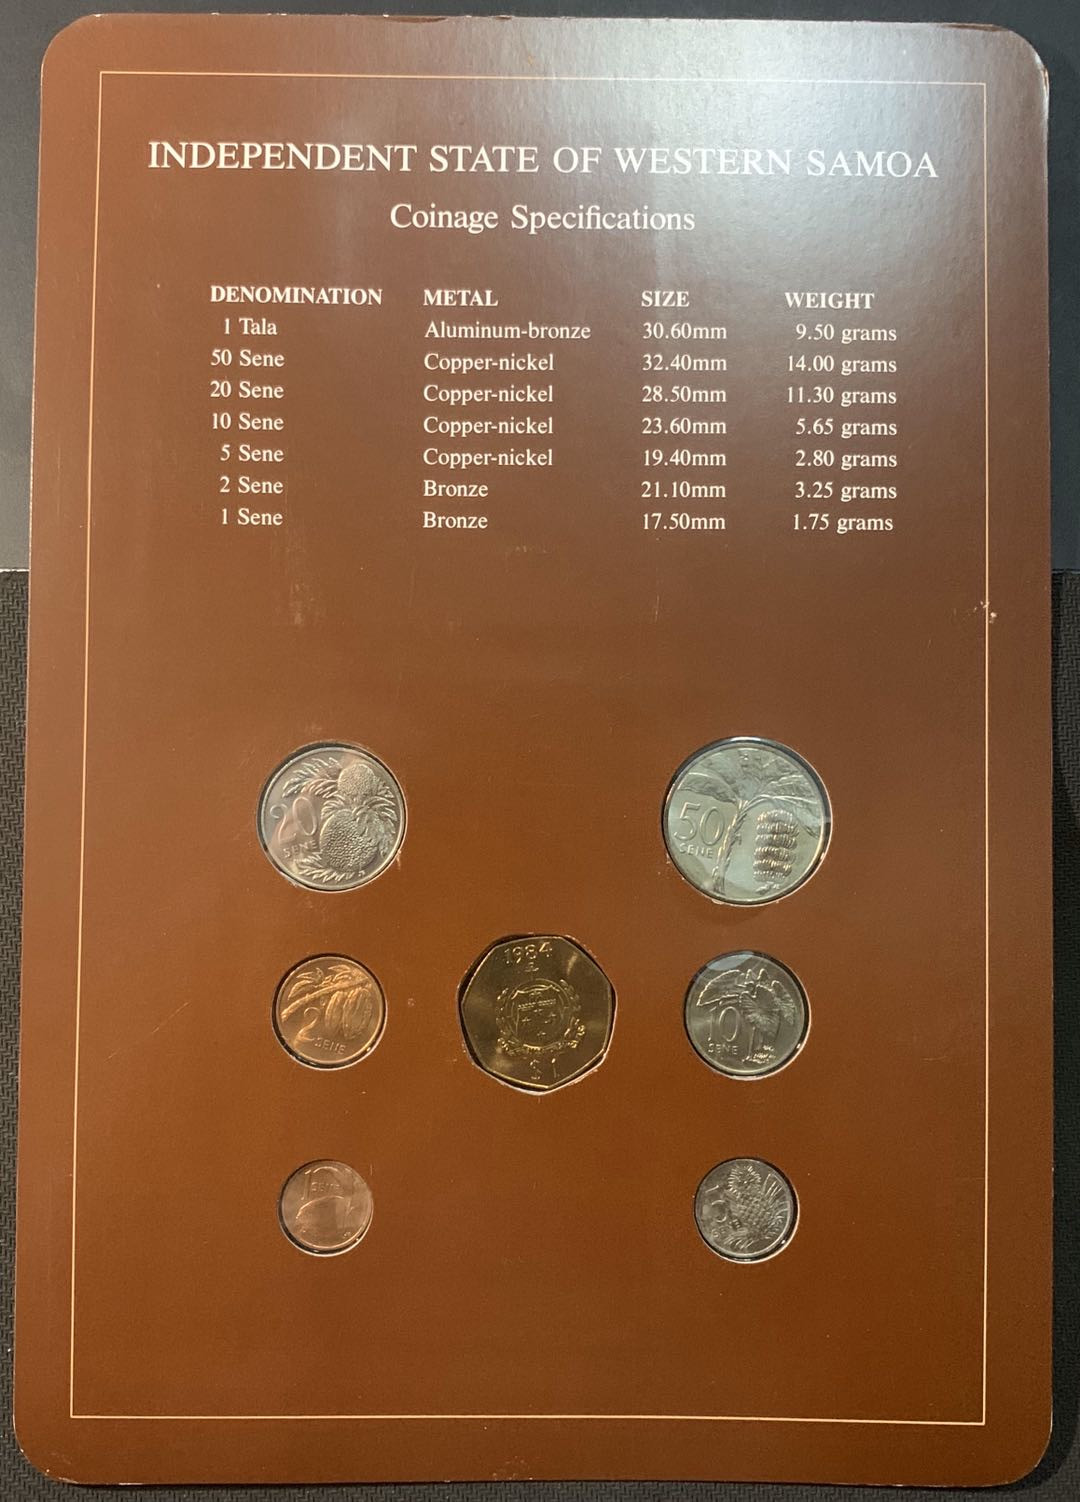 INDEPENDENT STATE OF WESTERN SAMOA
Coinage Specifications
DENOMINATION METAL SIZE WEIGHT
1 Tala Aluminum-bronze 30.60mm 9.50 grams
50 Sene Copper-nickel 32.40mm 14.00 grams
20 Sene Copper-nickel 28.50mm 11.30 grams
10 Sene Copper-nickel 23.60mm 5.65 grams
5 Sene Copper-nickel 19.40mm 2.80 grams
2 Sene Bronze 21.10mm 3.25 grams
1 Sene Bronze 17.50mm 1.75 grams
20
SENE
50
SENE
2
SENE
1984
$1
10
SENE
1
SENE
5